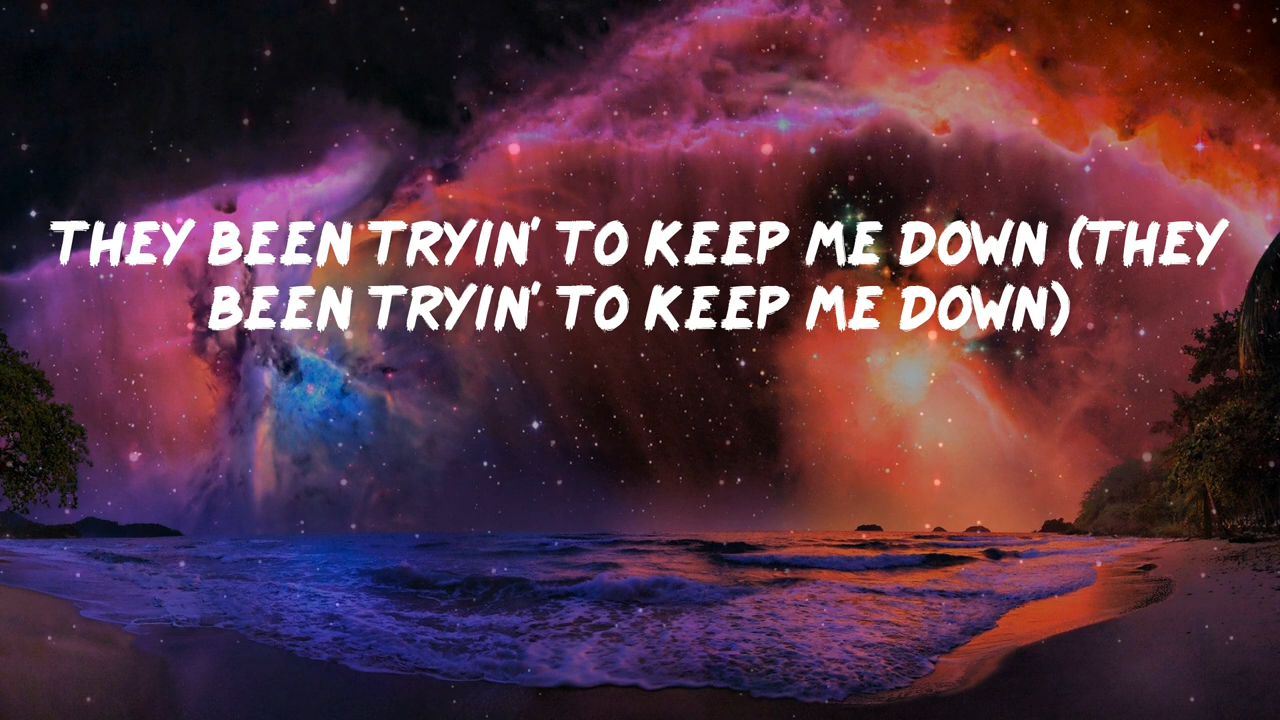 THEY BEEN TRYIN' TO KEEP ME DOWN (THEY
BEEN TRYIN' TO KEEP ME DOWN)